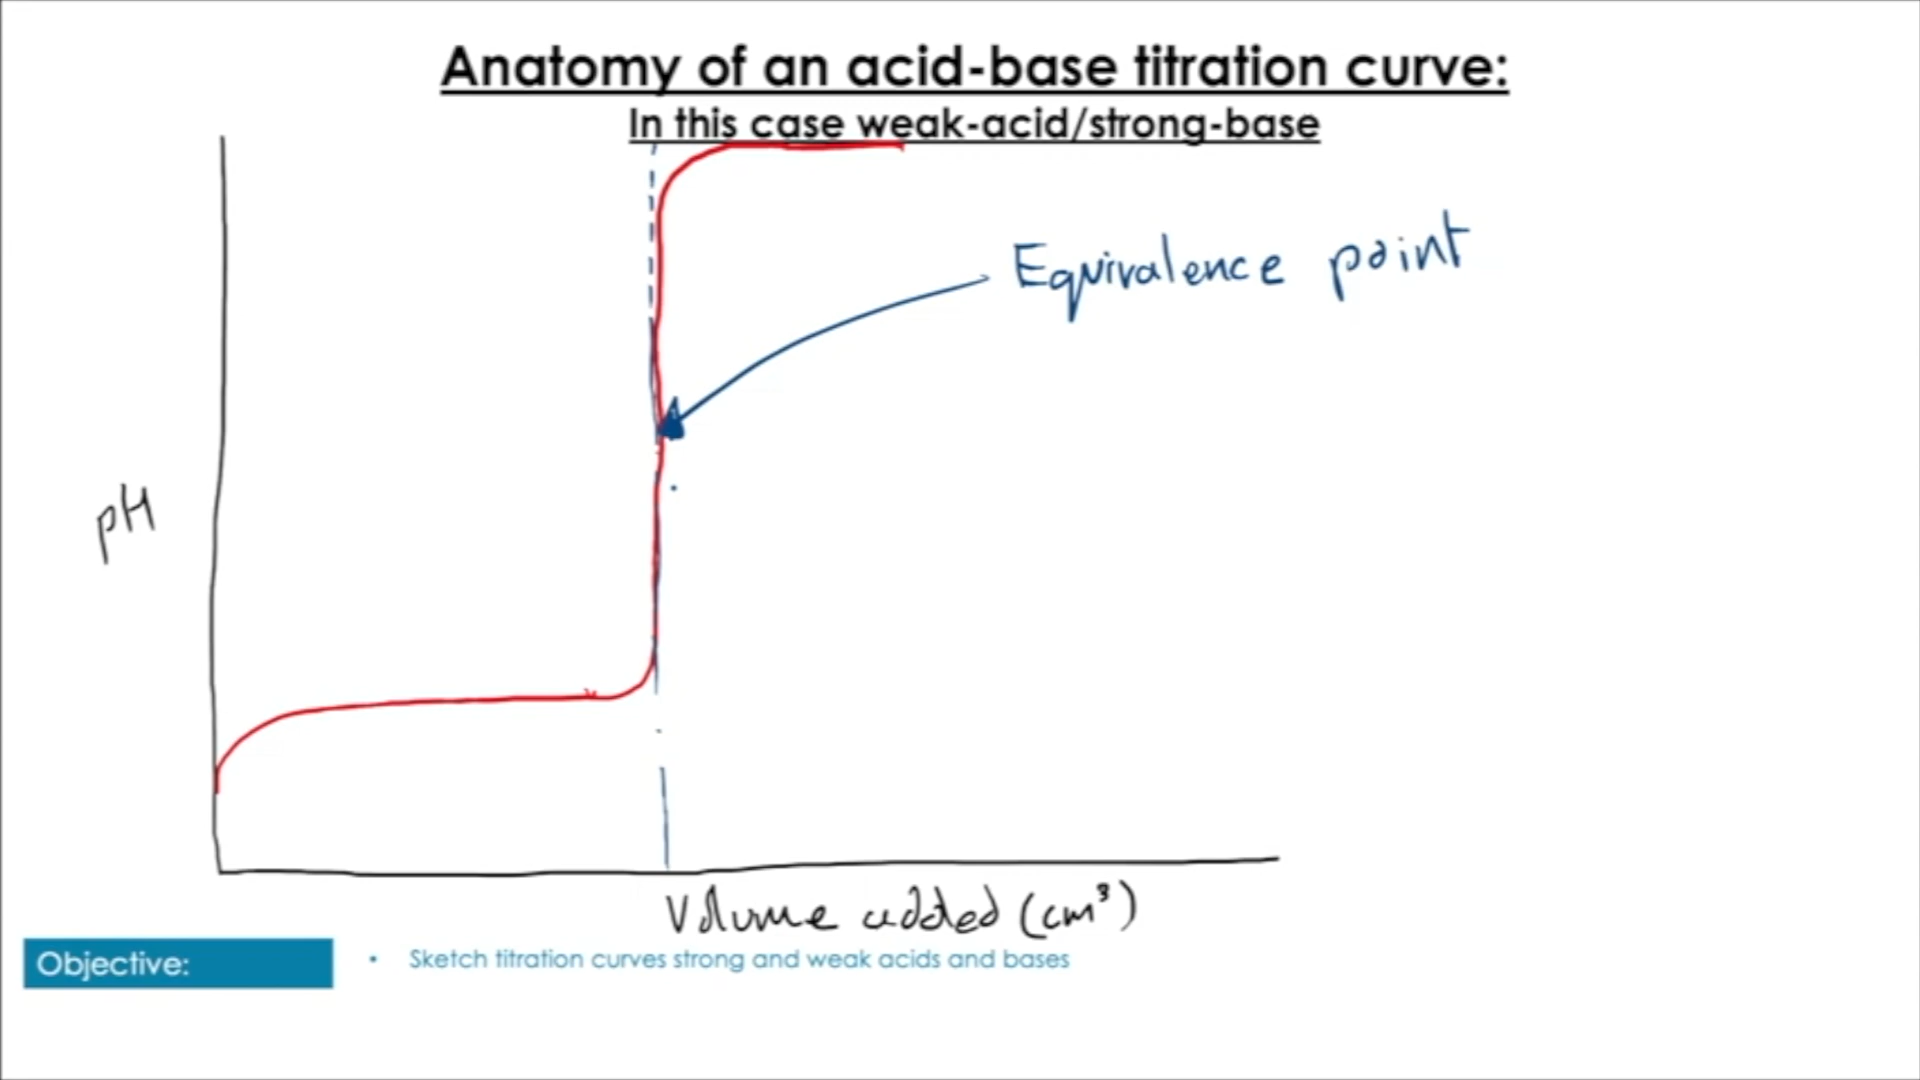 Anatomy of an acid-base titration curve:
In this case weak-acid/strong-base
Equivalence point
pH
Volume added (cm³)
Objective:
• Sketch titration curves strong and weak acids and bases